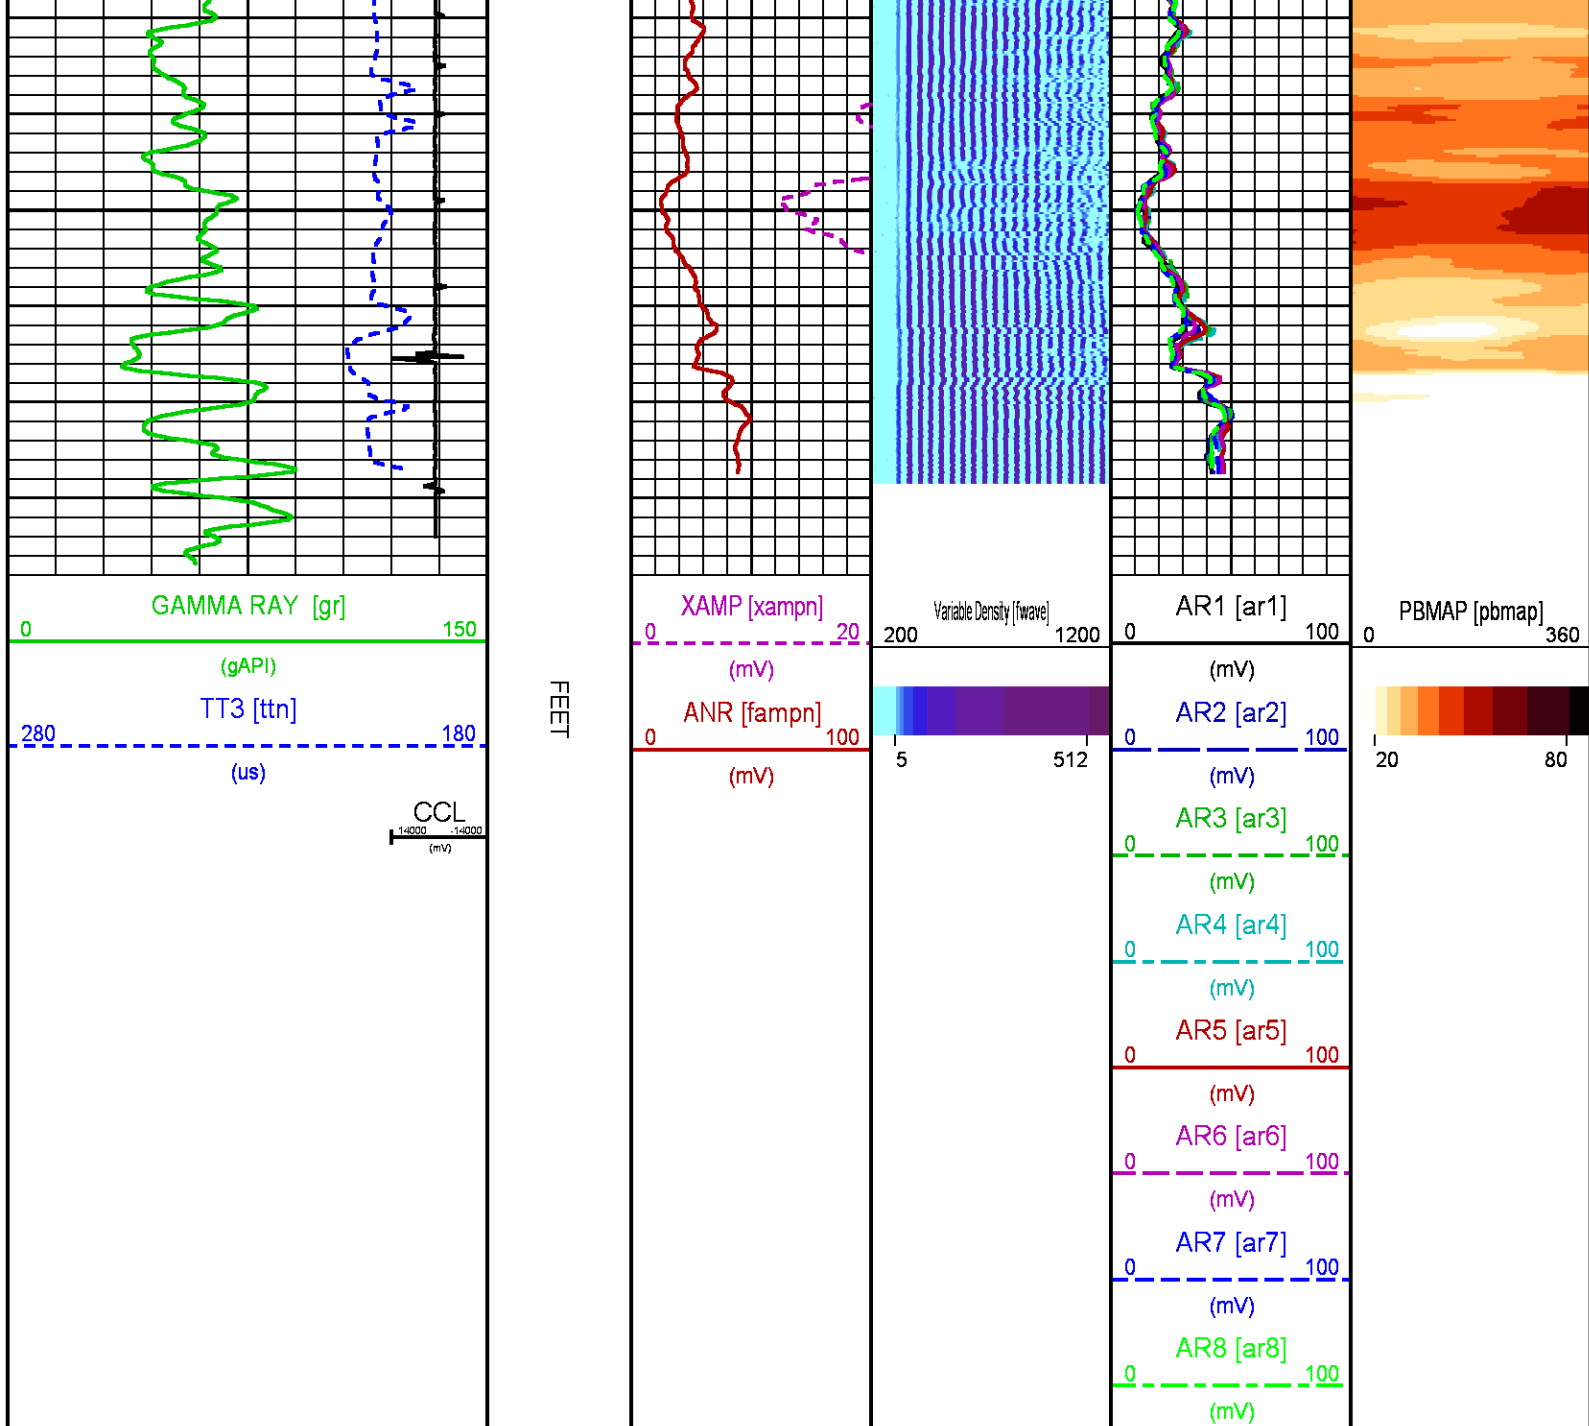 GAMMA RAY [gr]
0 150
(gAPI)
TT3 [ttn]
280 180
(us)
CCL
14000 -14000
(mV)
FEET
XAMP [xampn]
0 20
(mV)
ANR [fampn]
0 100
(mV)
Variable Density [fwave]
200 1200
5 512
AR1 [ar1]
0 100
(mV)
AR2 [ar2]
0 100
(mV)
AR3 [ar3]
0 100
(mV)
AR4 [ar4]
0 100
(mV)
AR5 [ar5]
0 100
(mV)
AR6 [ar6]
0 100
(mV)
AR7 [ar7]
0 100
(mV)
AR8 [ar8]
0 100
(mV)
PBMAP [pbmap]
0 360
20 80